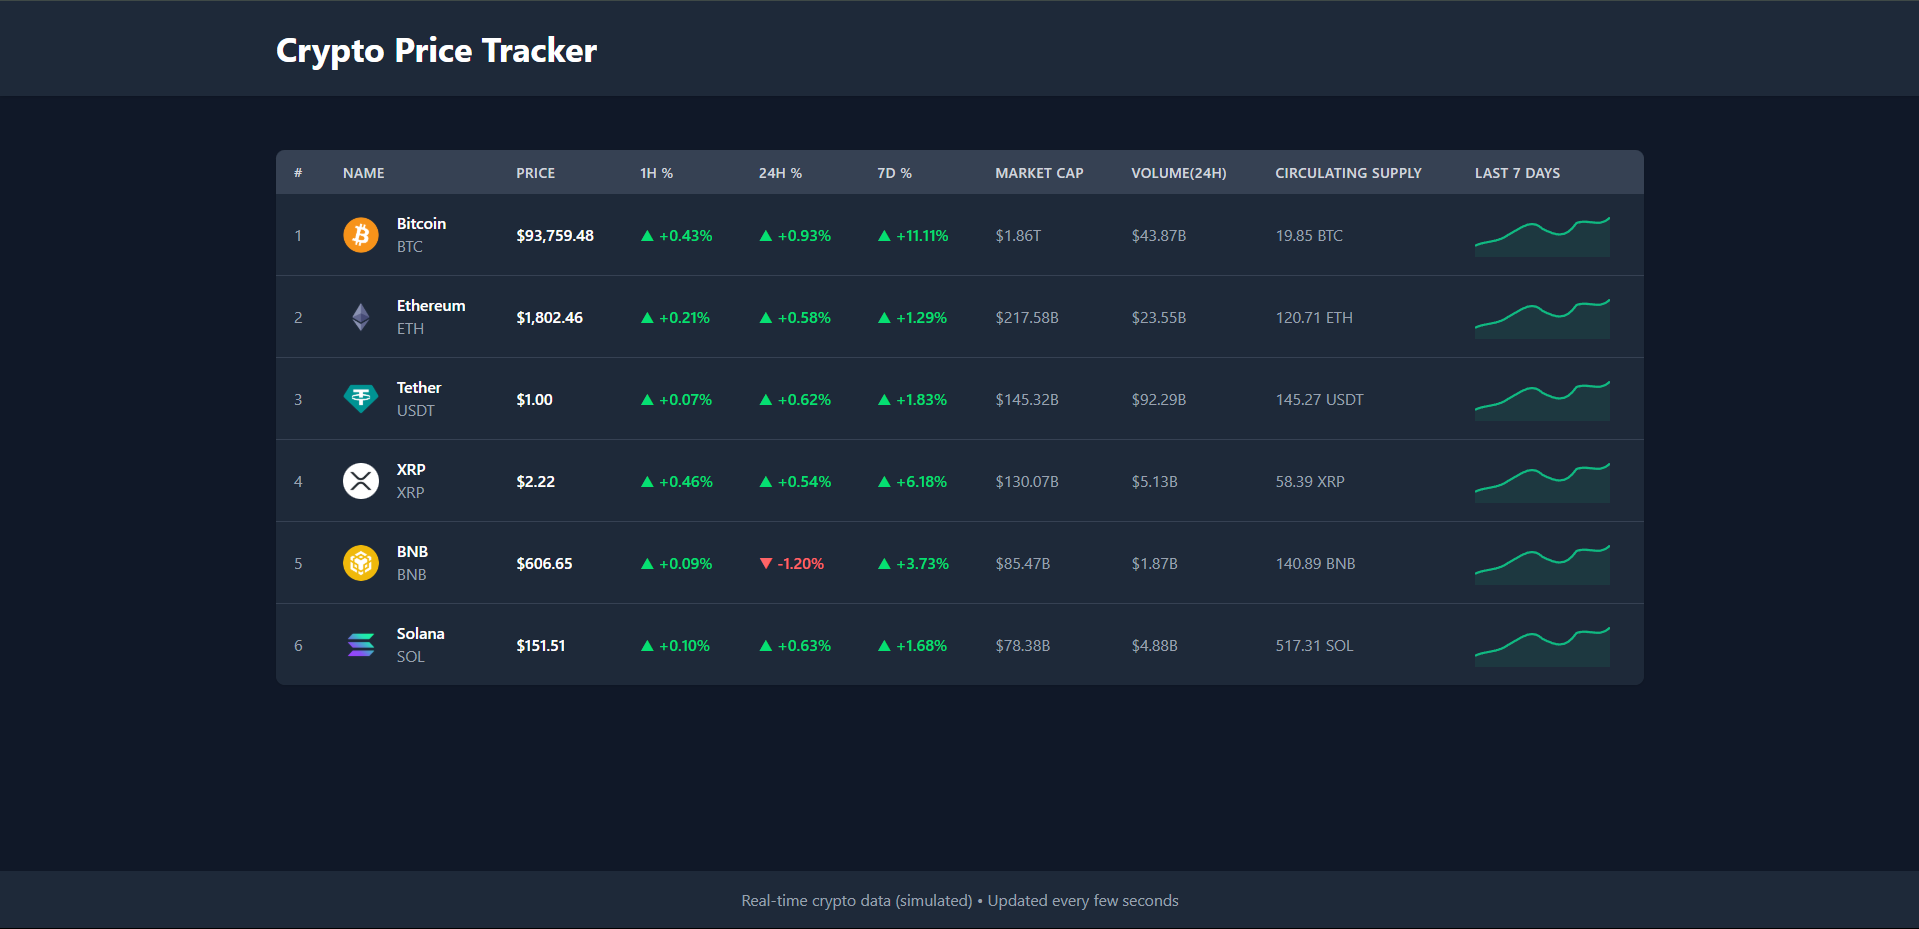 Crypto Price Tracker
# NAME PRICE 1H % 24H % 7D % MARKET CAP VOLUME(24H) CIRCULATING SUPPLY LAST 7 DAYS
1 Bitcoin BTC $93,759.48 ▲ +0.43% ▲ +0.93% ▲ +11.11% $1.86T $43.87B 19.85 BTC
2 Ethereum ETH $1,802.46 ▲ +0.21% ▲ +0.58% ▲ +1.29% $217.58B $23.55B 120.71 ETH
3 Tether USDT $1.00 ▲ +0.07% ▲ +0.62% ▲ +1.83% $145.32B $92.29B 145.27 USDT
4 XRP XRP $2.22 ▲ +0.46% ▲ +0.54% ▲ +6.18% $130.07B $5.13B 58.39 XRP
5 BNB BNB $606.65 ▲ +0.09% ▼ -1.20% ▲ +3.73% $85.47B $1.87B 140.89 BNB
6 Solana SOL $151.51 ▲ +0.10% ▲ +0.63% ▲ +1.68% $78.38B $4.88B 517.31 SOL
Real-time crypto data (simulated) • Updated every few seconds